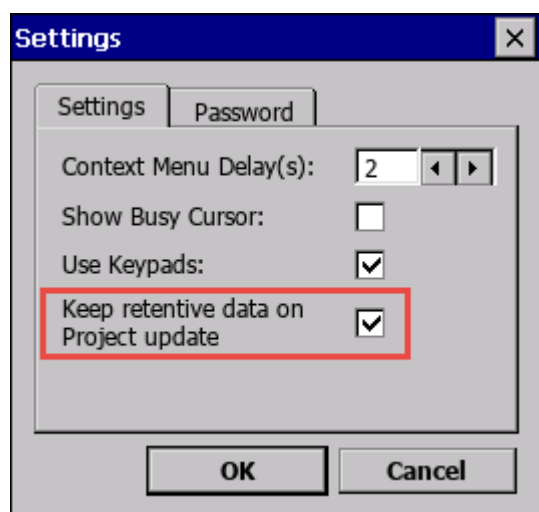 Settings
Settings Password
Context Menu Delay(s): 2
Show Busy Cursor:
Use Keypads:
Keep retentive data on
Project update
OK Cancel